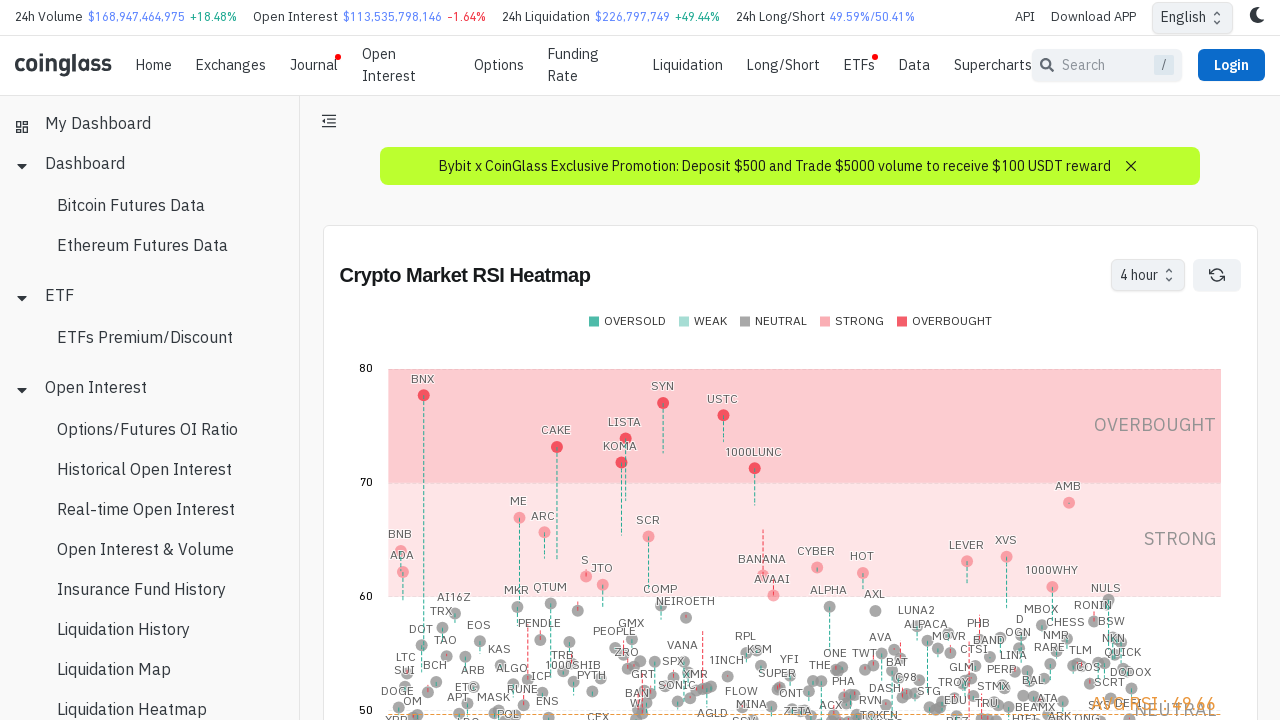 24h Volume $168,947,464,975 +18.48% Open Interest $113,535,798,146 -1.64% 24h Liquidation $226,797,749 +49.44% 24h Long/Short 49.59%/50.41% API Download APP English
coinglass Home Exchanges Journal Open Interest Options Funding Rate Liquidation Long/Short ETFs Data Supercharts Search / Login
My Dashboard
Dashboard
Bitcoin Futures Data
Ethereum Futures Data
ETF
ETFs Premium/Discount
Open Interest
Options/Futures OI Ratio
Historical Open Interest
Real-time Open Interest
Open Interest & Volume
Insurance Fund History
Liquidation History
Liquidation Map
Liquidation Heatmap
Bybit x CoinGlass Exclusive Promotion: Deposit $500 and Trade $5000 volume to receive $100 USDT reward
Crypto Market RSI Heatmap 4 hour
OVERSOLD WEAK NEUTRAL STRONG OVERBOUGHT
80
BNX SYN
USTC
LISTA
CAKE OVERBOUGHT
KOMA 1000LUNC
70
AMB
ME
ARC SCR
BNB STRONG
ADA CYBER HOT LEVER XVS
S JTO BANANA 1000WHY
AVAAI
MKR QTUM COMP ALPHA NULS
60
AI16Z NEIROETH AXL
TRX LUNA2 MBOX RONIN
DOT EOS PENDLE PEOPLE GMX ALPACA PHB D CHESS BSW
TAO KAS TRB ZRO VANA RPL KSM AVA MOVR BAND OGN NMR NKN
LTC BCH ARB ALGO 1000SHIB SPX 1INCH YFI THE ONE TWT BAT CTSI LINA RARE TLM QUICK
SUI ICP PYTH GRT XMR SUPER PHA C98 GLM PERP COS DODOX
DOGE ETC RUNE SONIC FLOW ONT DASH STG TROY STMX BAL SCRT
APT MASK ENS AGLD MINA AGX RVN EDU BEAMX
POL CFX ZETA TOKEN ARK
NEUTRAL
50